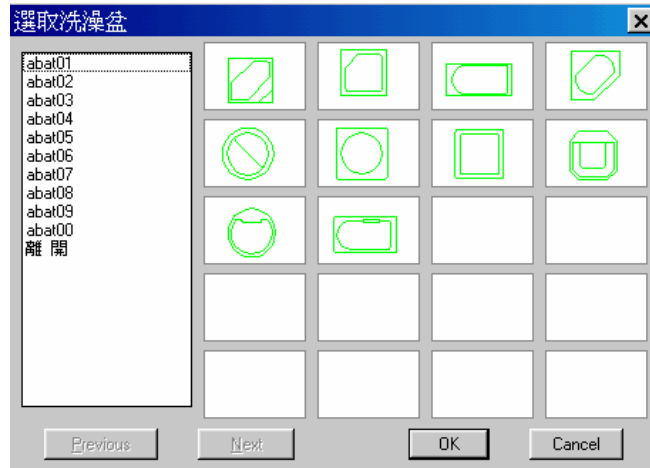 選取洗澡盆
abat01
abat02
abat03
abat04
abat05
abat06
abat07
abat08
abat09
abat00
離 開
Previous
Next
OK
Cancel